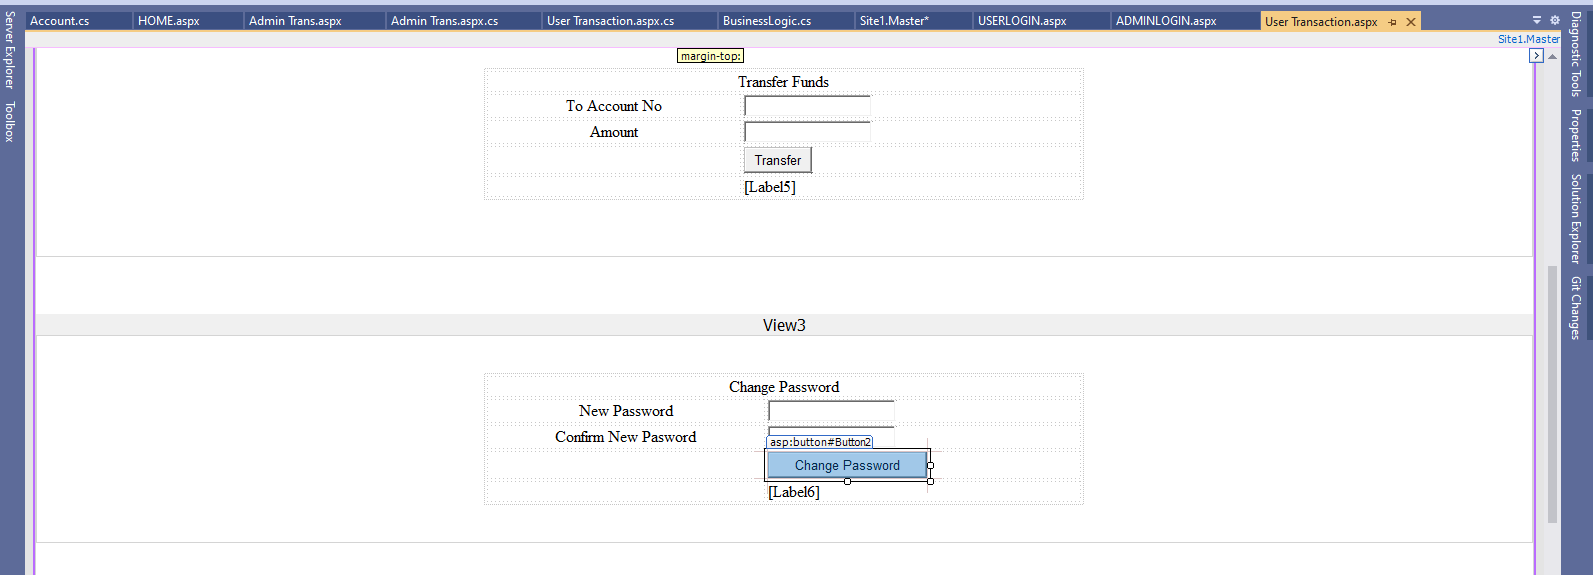 Account.cs HOME.aspx Admin Trans.aspx Admin Trans.aspx.cs User Transaction.aspx.cs BusinessLogic.cs Site1.Master* USERLOGIN.aspx ADMINLOGIN.aspx User Transaction.aspx
Site1.Master
Server Explorer
Toolbox
margin-top:
Transfer Funds
To Account No
Amount
Transfer
[Label5]
View3
Change Password
New Password
Confirm New Pasword
asp:button#Button2
Change Password
[Label6]
Diagnostic Tools
Properties
Solution Explorer
Git Changes